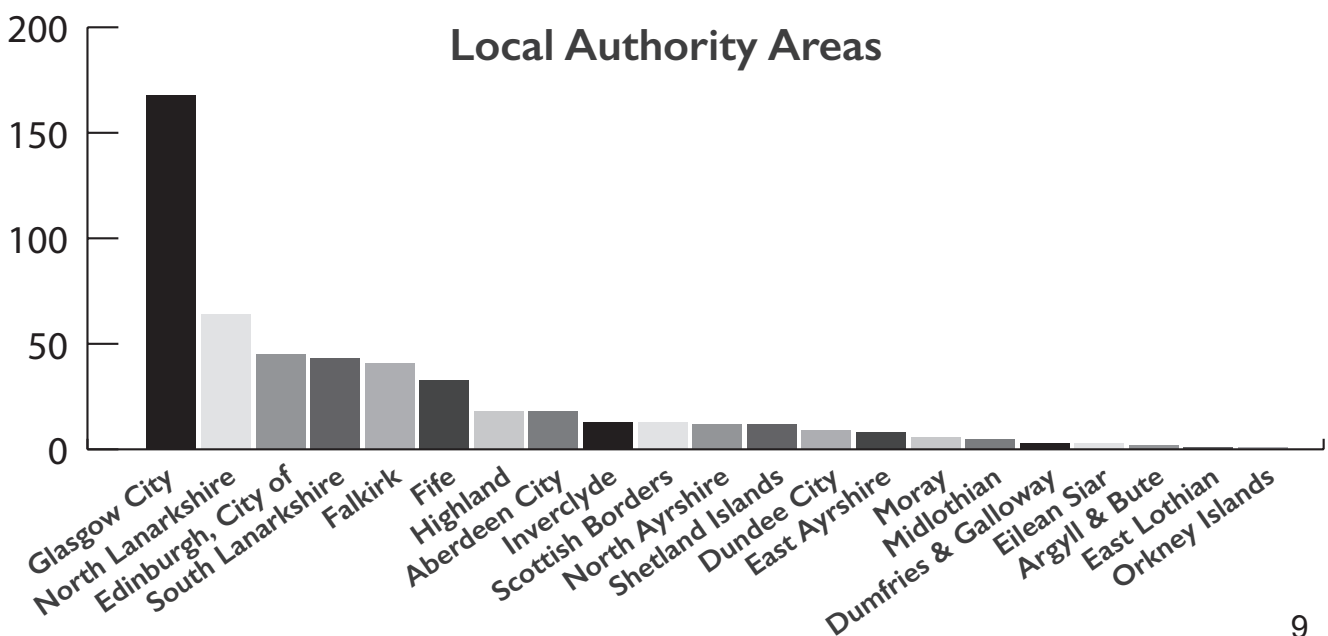 Local Authority Areas
200
150
100
50
0
Glasgow City
North Lanarkshire
Edinburgh, City of
South Lanarkshire
Falkirk
Fife
Highland
Aberdeen City
Inverclyde
Scottish Borders
North Ayrshire
Shetland Islands
Dundee City
East Ayrshire
Moray
Midlothian
Dumfries & Galloway
Eilean Siar
Argyll & Bute
East Lothian
Orkney Islands
9